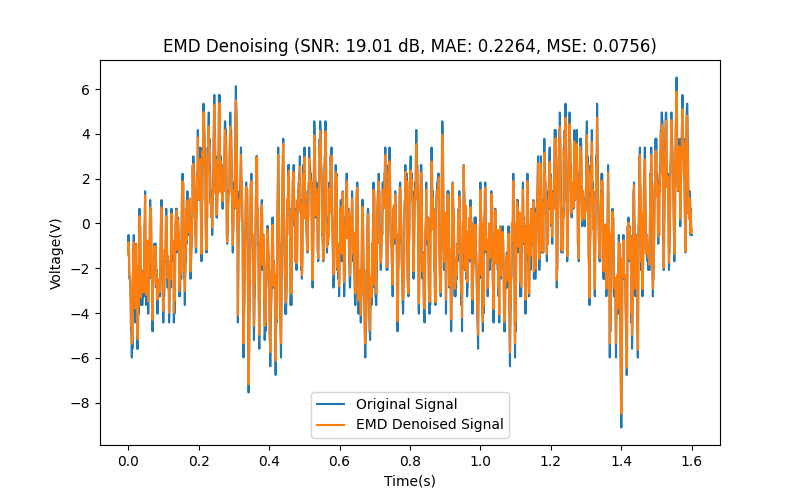 EMD Denoising (SNR: 19.01 dB, MAE: 0.2264, MSE: 0.0756)
6
4
2
0
−2
−4
−6
−8
Voltage(V)
Original Signal
EMD Denoised Signal
0.0 0.2 0.4 0.6 0.8 1.0 1.2 1.4 1.6
Time(s)